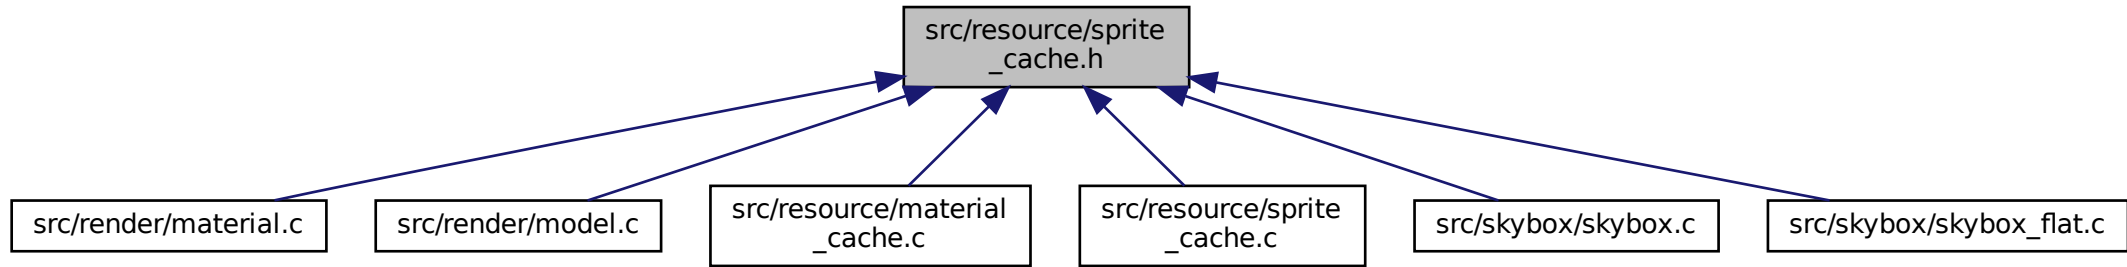 src/resource/sprite
_cache.h
src/render/material.c
src/render/model.c
src/resource/material
_cache.c
src/resource/sprite
_cache.c
src/skybox/skybox.c
src/skybox/skybox_flat.c